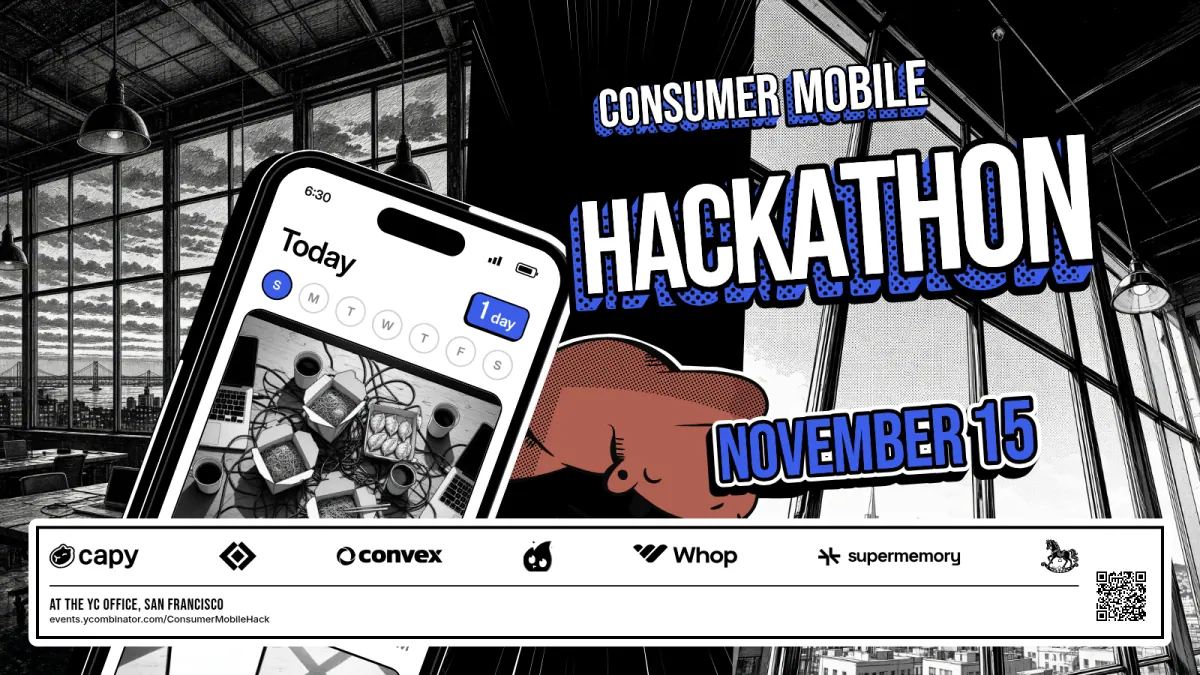 CONSUMER MOBILE
HACKATHON
NOVEMBER 15
6:30
Today
1 day
S M T W T F S
capy
convex
Whop
supermemory
AT THE YC OFFICE, SAN FRANCISCO
events.ycombinator.com/ConsumerMobileHack